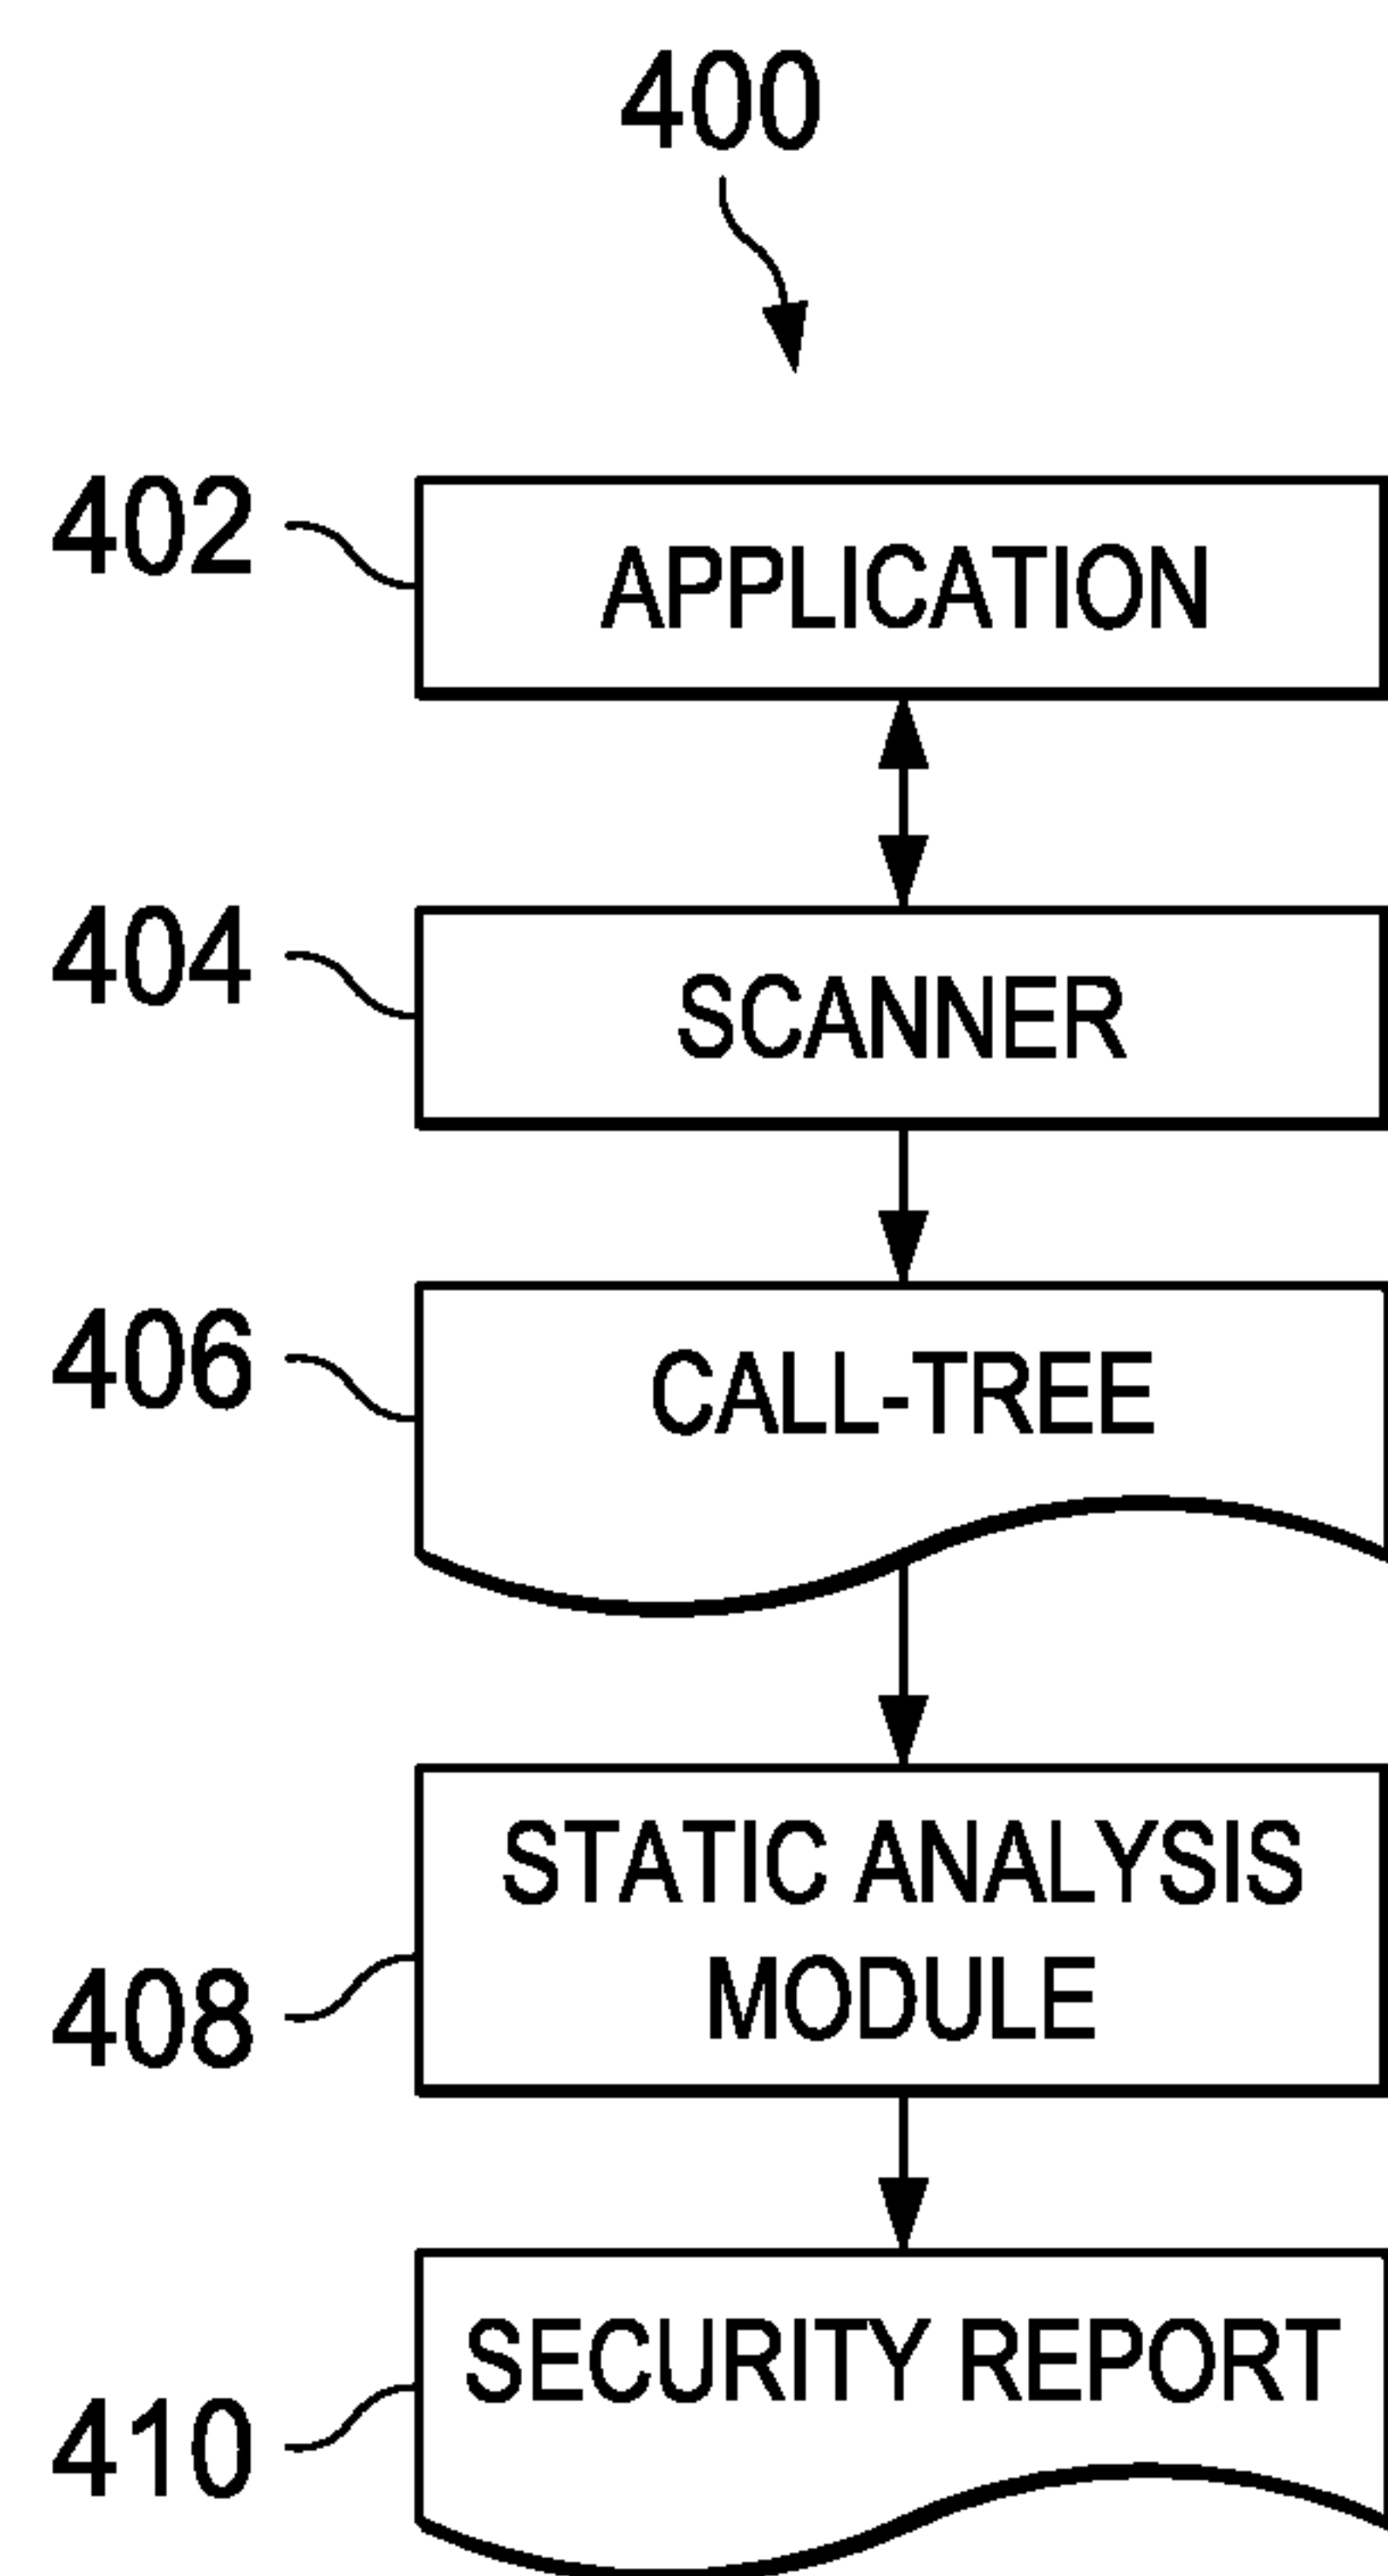 400
402
APPLICATION
404
SCANNER
406
CALL-TREE
408
STATIC ANALYSIS
MODULE
410
SECURITY REPORT